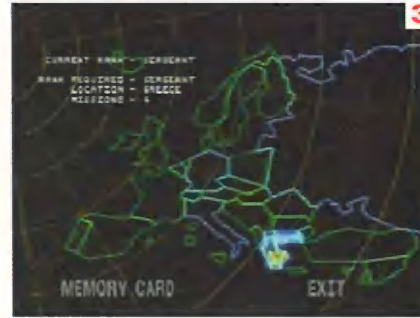 3
CURRENT RANK - SERGEANT
RANK REQUIRED - SERGEANT
LOCATION - GREECE
MISSIONS - 4
MEMORY CARD
EXIT